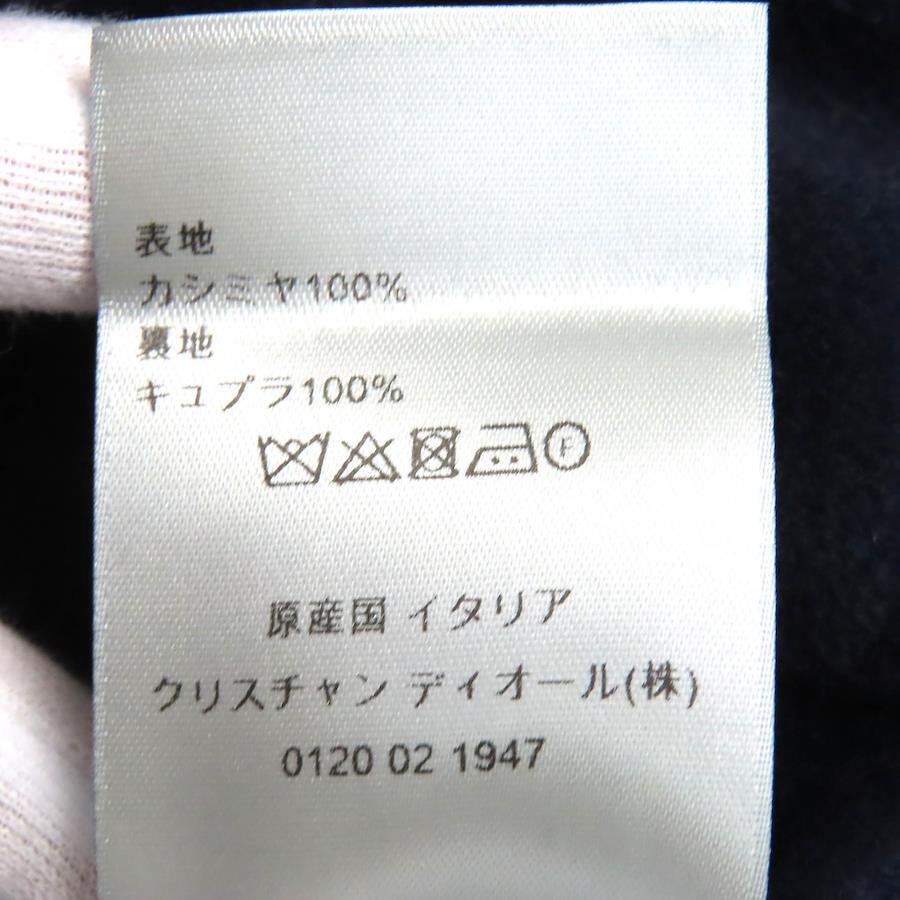 表地
カシミヤ100%
裏地
キュプラ100%
F
原産国 イタリア
クリスチャン ディオール(株)
0120 02 1947